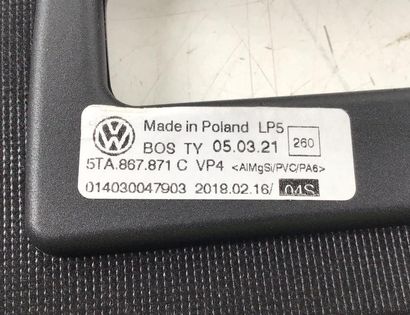 Made in Poland LP5
BOS TY 05.03.21 260
5TA.867.871 C VP4 <AlMgSi/PVC/PA6>
014030047903 2018.02.16/ 04S